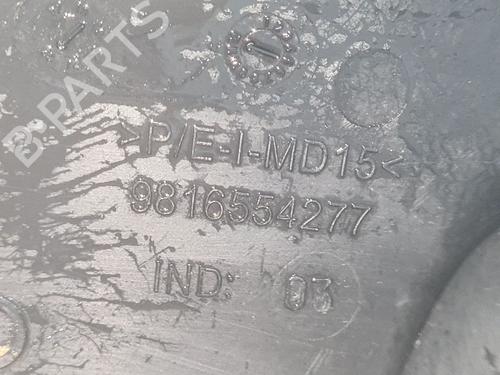 B-PARTS
>P/E-I-MD15<
9816554277
IND: 03